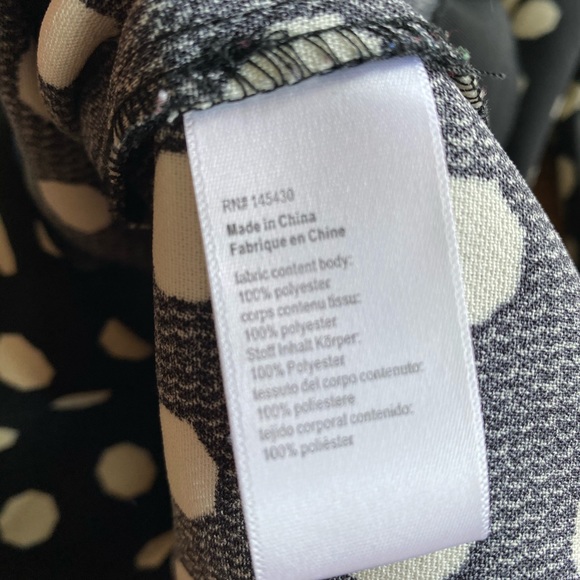 RN# 145430
Made in China
Fabrique en Chine
fabric content body:
100% polyester
corps contenu tissu:
100% polyester
Stoff Inhalt Körper:
100% Polyester
tessuto del corpo contenuto:
100% poliestere
tejido corporal contenido:
100% poliéster